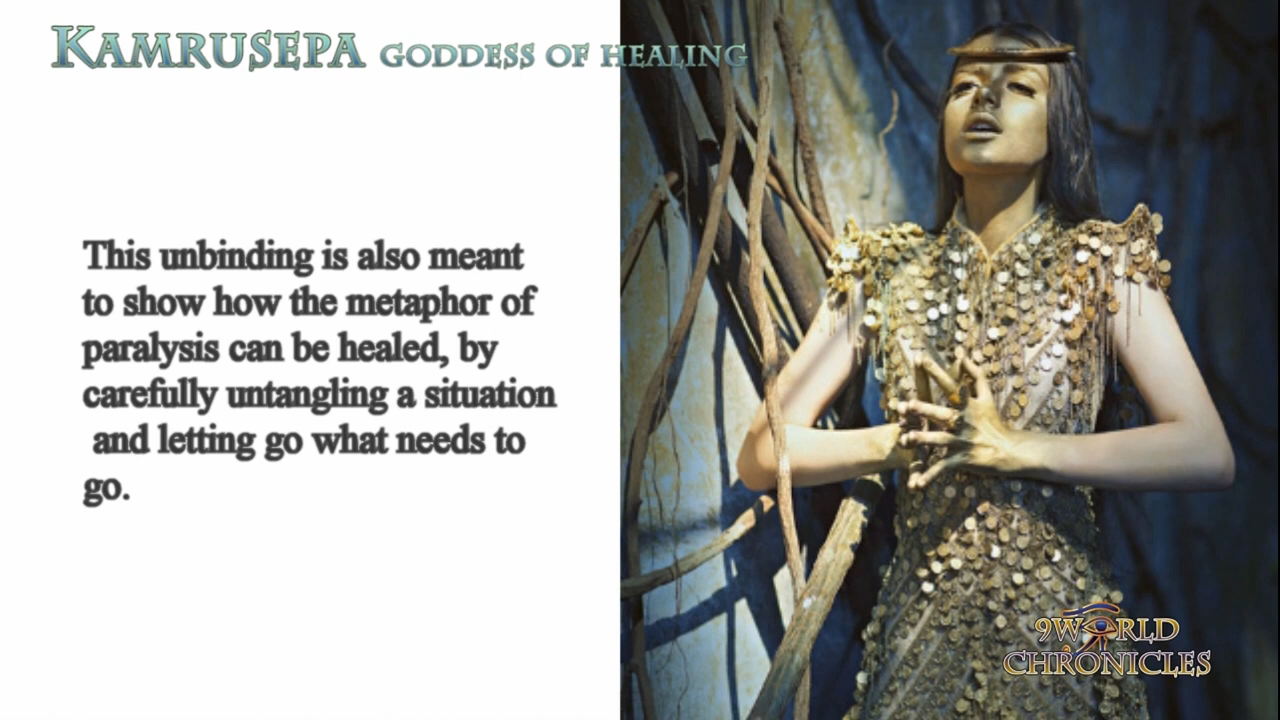 KAMRUSEPA GODDESS OF HEALING
This unbinding is also meant
to show how the metaphor of
paralysis can be healed, by
carefully untangling a situation
and letting go what needs to
go.
9WORLD
CHRONICLES